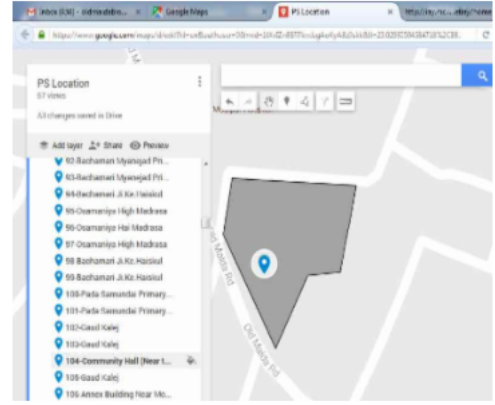 Google Maps
PS Location
PS Location
57 views
All changes saved in Drive
Add layer
Share
Preview
92-Bachamari Myanejad Pri...
93-Bachamari Myanejad Pri...
94-Bachamari Ji.Ke.Haiskul
95-Osamaniya High Madrasa
96-Osamaniya Hai Madrasa
97-Osamaniya High Madrasa
98-Bachamari Ji.Kc.Haiskul
99-Bachamari Ji.Kc.Haiskul
100-Pada Samundai Primary...
101-Pada Samundai Primary...
102-Gaud Kalej
103-Gaud Kalej
104-Community Hall (Near t...
105-Gaud Kalej
106-Annex Building Near Mo...
Old Malda Rd
Old Malda Rd